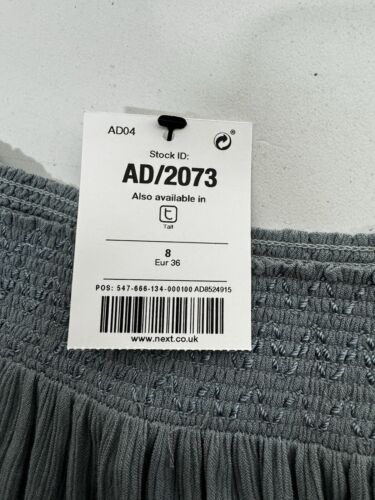 AD04
Stock ID:
AD/2073
Also available in
t
Tall
8
Eur 36
POS: 547-666-134-000100 AD8524915
www.next.co.uk